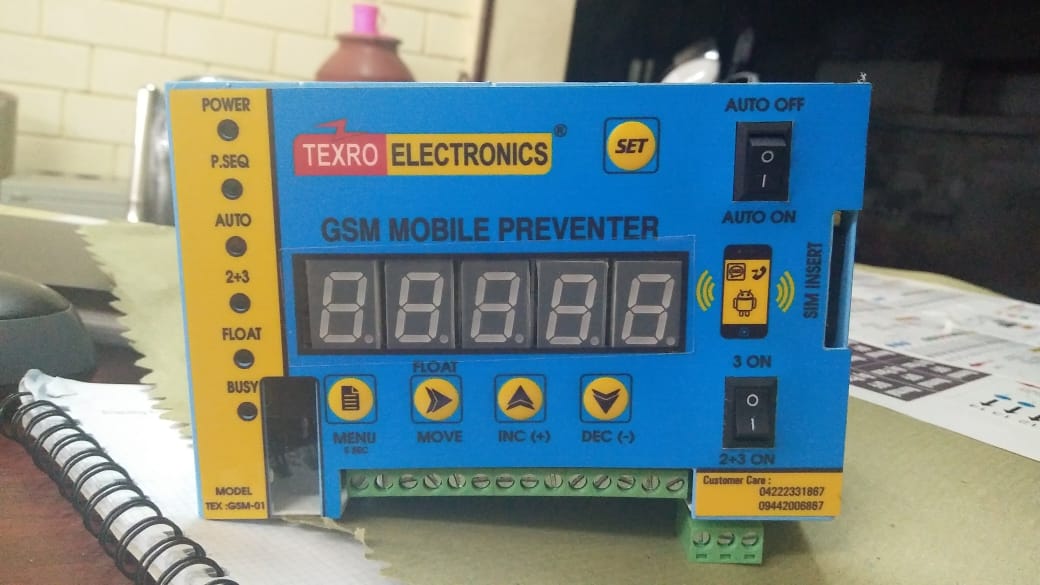 POWER
P.SEQ
AUTO
2+3
FLOAT
BUSY
MODEL
TEX :GSM-01
TEXRO ELECTRONICS®
SET
GSM MOBILE PREVENTER
FLOAT
MENU
5 SEC
MOVE
INC (+)
DEC (-)
AUTO OFF
O
I
AUTO ON
SIM INSERT
3 ON
O
I
2+3 ON
Customer Care :
04222331867
09442006867